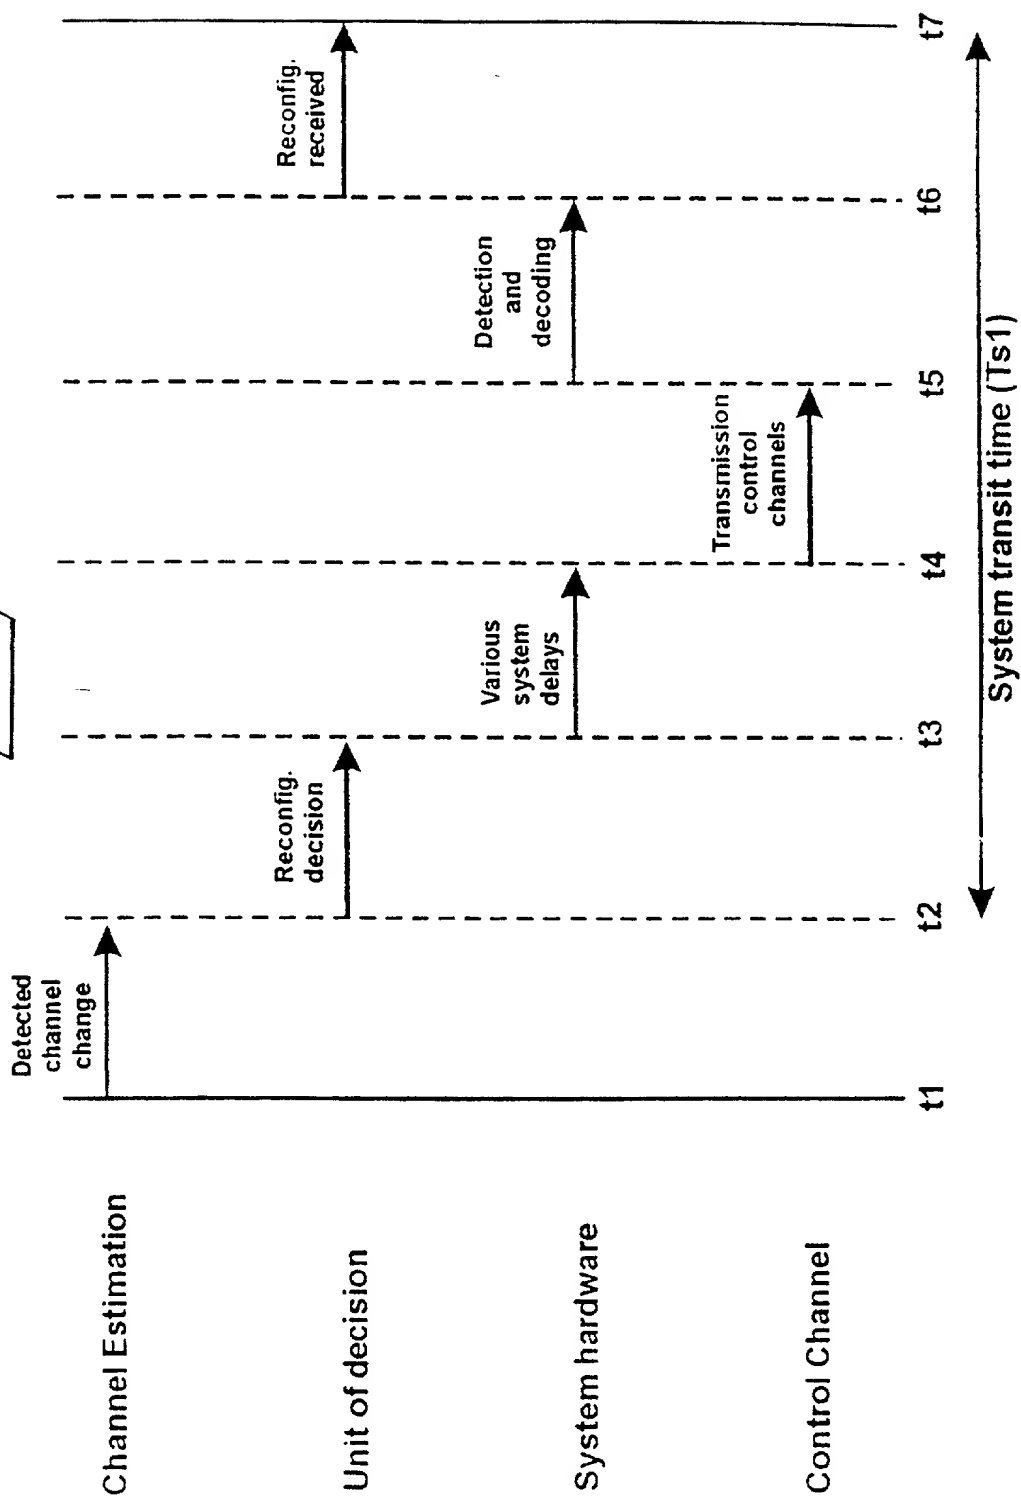 Channel Estimation
Detected
channel
change
Unit of decision
Reconfig.
decision
Reconfig.
received
System hardware
Various
system
delays
Detection
and
decoding
Control Channel
Transmission
control
channels
t1
t2
t3
t4
t5
t6
t7
System transit time (Ts1)